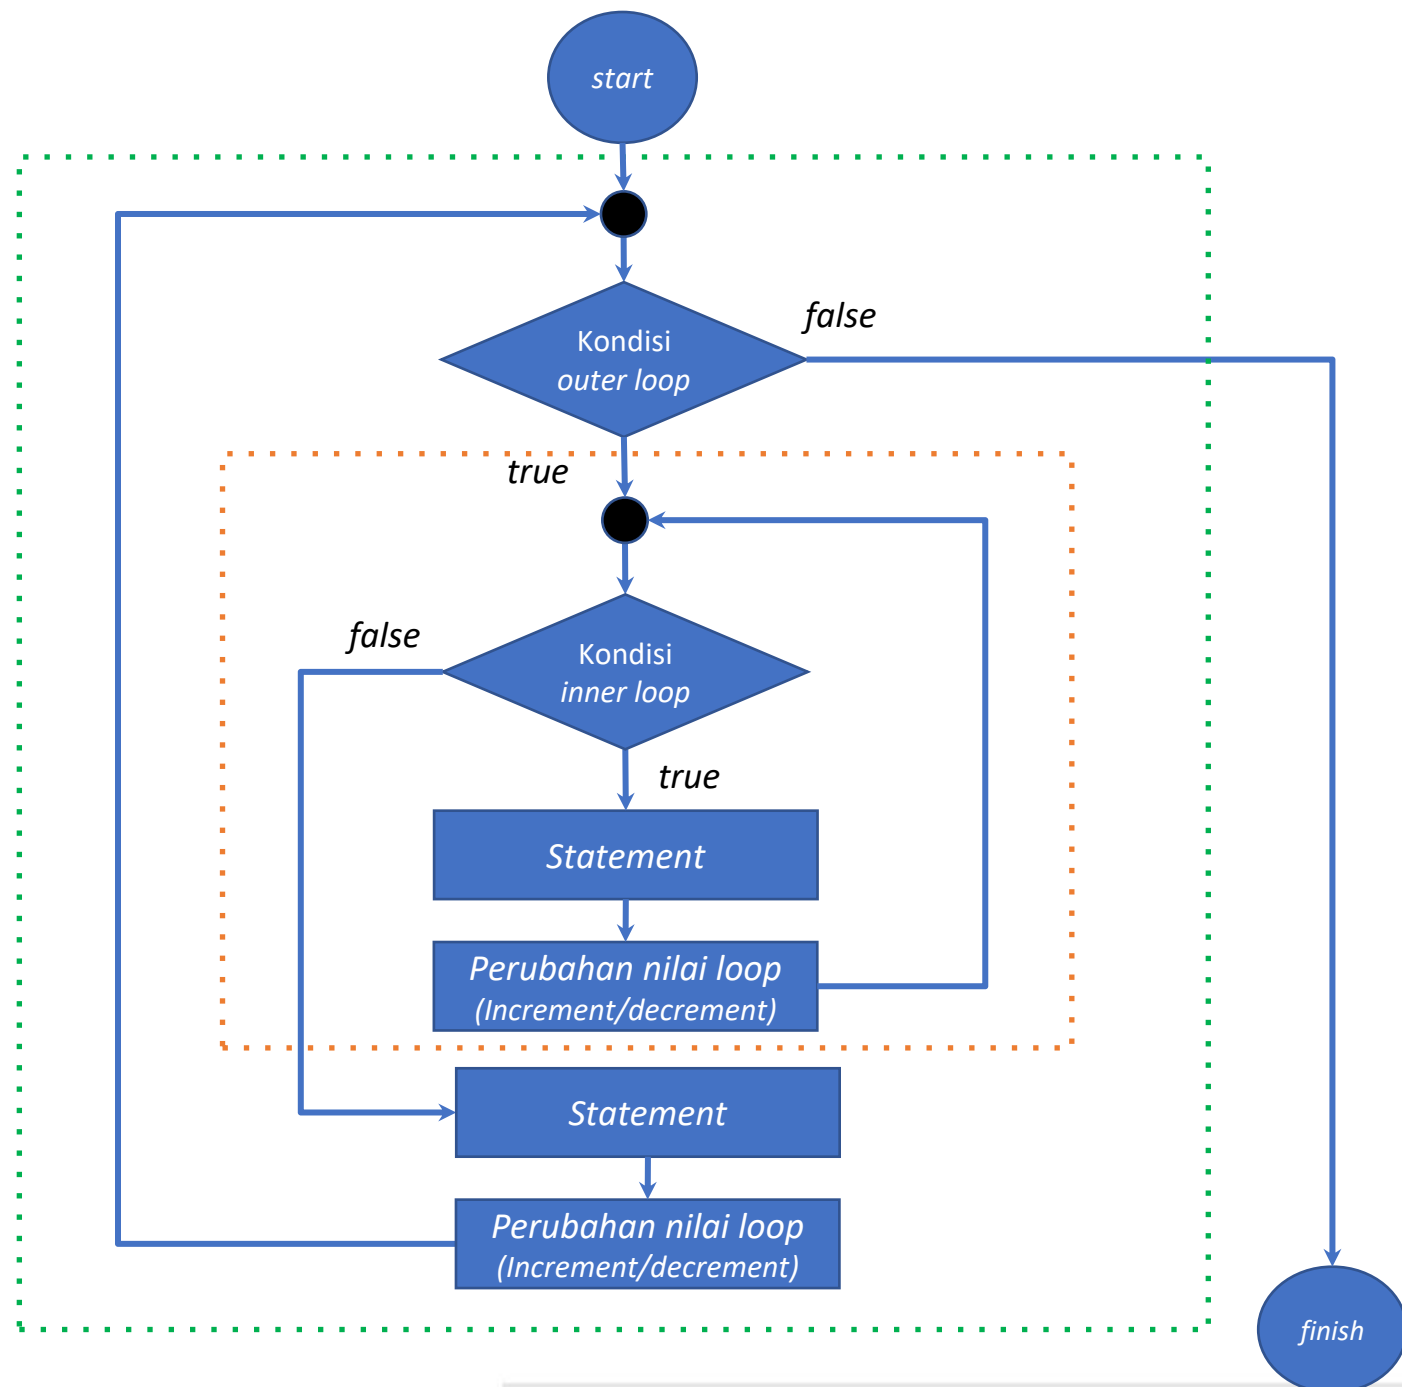 start
false
Kondisi
outer loop
true
false
Kondisi
inner loop
true
Statement
Perubahan nilai loop
(Increment/decrement)
Statement
Perubahan nilai loop
(Increment/decrement)
finish